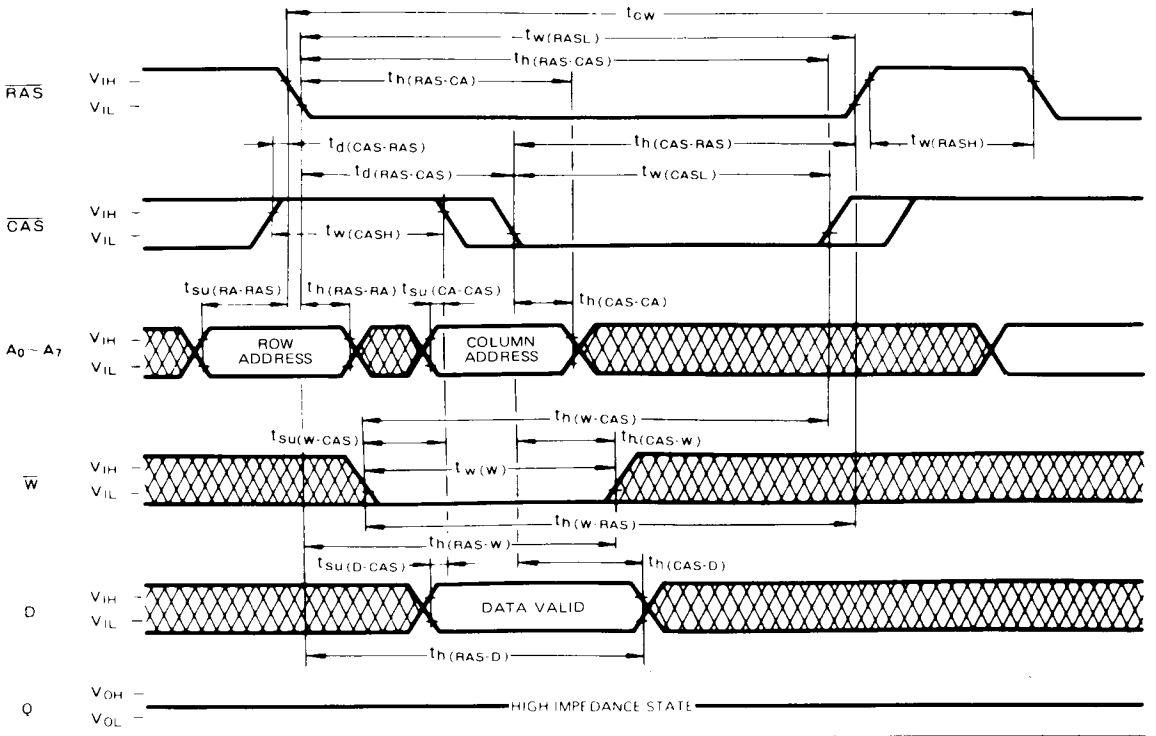 tCW
tW(RASL)
th(RAS-CAS)
th(RAS-CA)
RAS
VIH
VIL
td(CAS-RAS)
th(CAS-RAS)
tW(RASH)
td(RAS-CAS)
tW(CASL)
CAS
VIH
VIL
tW(CASH)
tsu(RA-RAS)
th(RAS-RA)
tsu(CA-CAS)
th(CAS-CA)
A0~A7
VIH
VIL
ROW ADDRESS
COLUMN ADDRESS
th(W-CAS)
tsu(W-CAS)
th(CAS-W)
W
VIH
VIL
tW(W)
th(W-RAS)
th(RAS-W)
tsu(D-CAS)
th(CAS-D)
D
VIH
VIL
DATA VALID
th(RAS-D)
Q
VOH
VOL
HIGH IMPEDANCE STATE